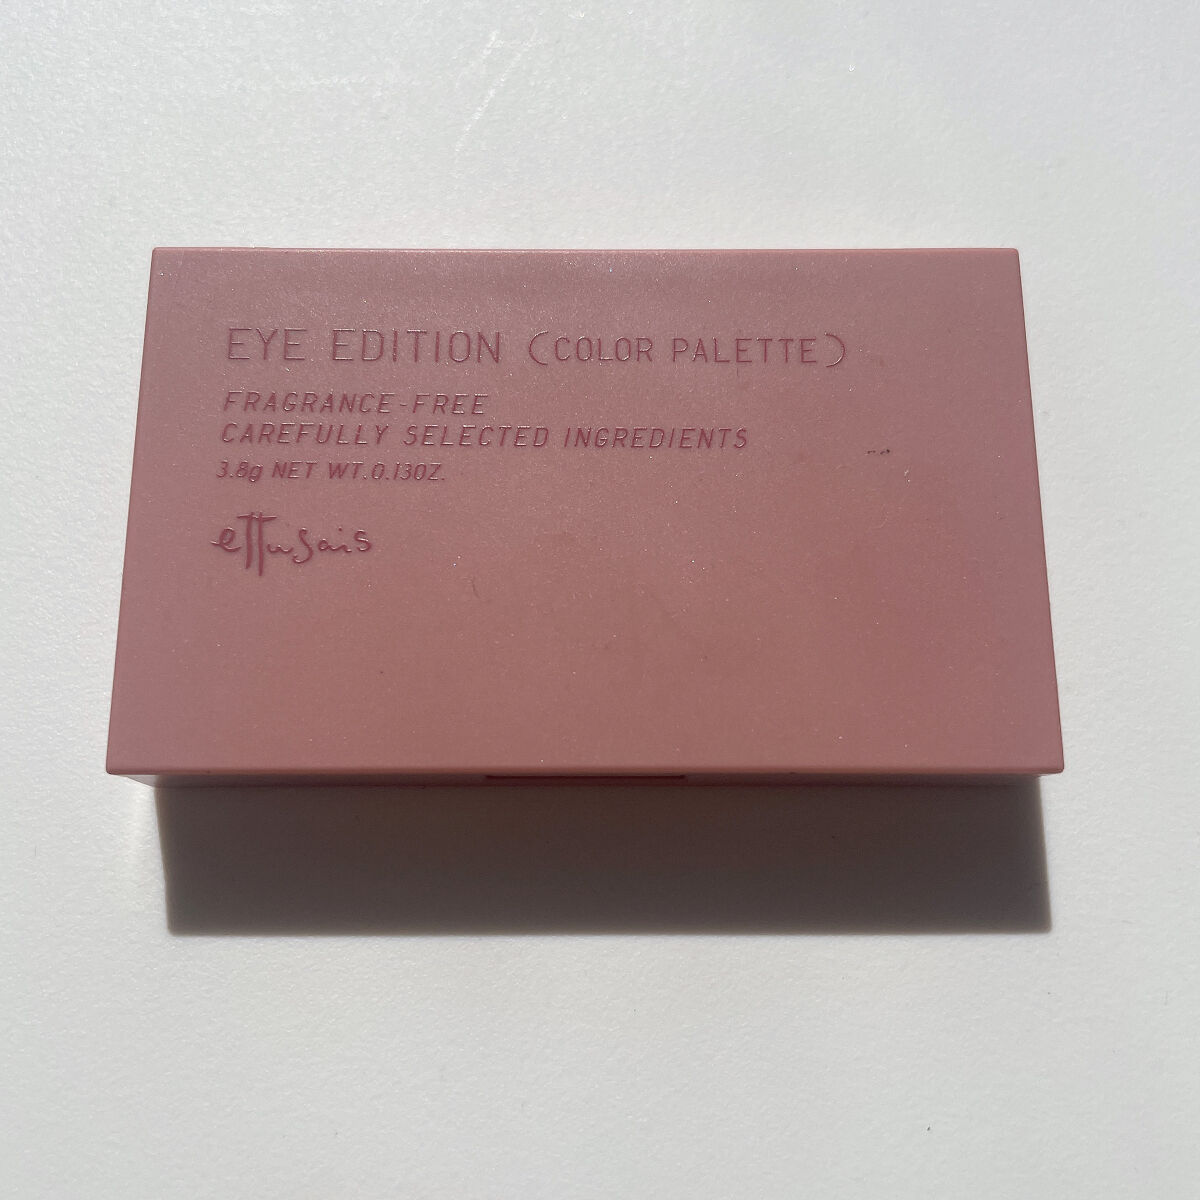 EYE EDITION (COLOR PALETTE)
FRAGRANCE-FREE
CAREFULLY SELECTED INGREDIENTS
3.8g NET WT.0.13OZ.
ettusais